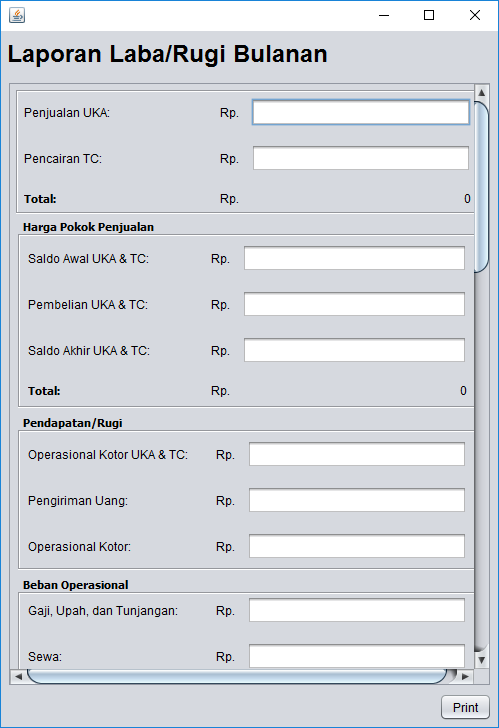 Laporan Laba/Rugi Bulanan
Penjualan UKA: Rp.
Pencairan TC: Rp.
Total: Rp. 0
Harga Pokok Penjualan
Saldo Awal UKA & TC: Rp.
Pembelian UKA & TC: Rp.
Saldo Akhir UKA & TC: Rp.
Total: Rp. 0
Pendapatan/Rugi
Operasional Kotor UKA & TC: Rp.
Pengiriman Uang: Rp.
Operasional Kotor: Rp.
Beban Operasional
Gaji, Upah, dan Tunjangan: Rp.
Sewa: Rp.
Print